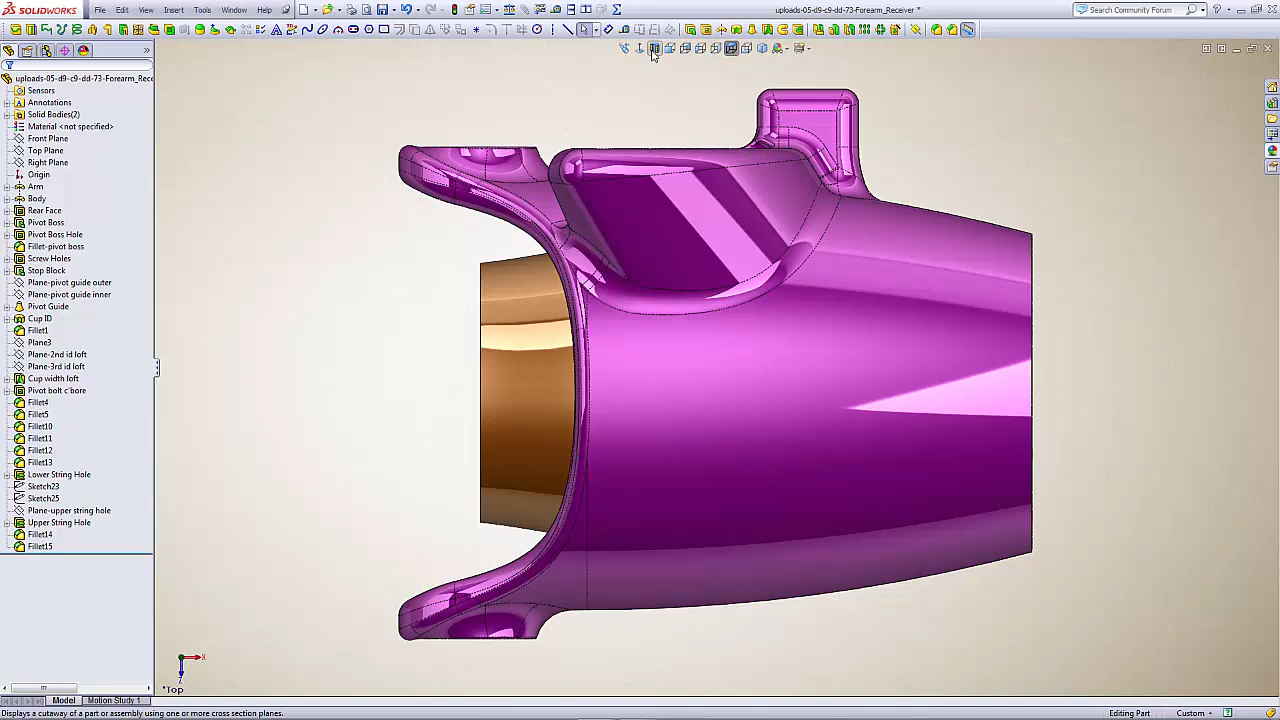 SOLIDWORKS
File
Edit
View
Insert
Tools
Window
Help
uploads-05-d9-c9-dd-73-Forearm_Receiver *
Search Community Forum
uploads-05-d9-c9-dd-73-Forearm_Rece
Sensors
Annotations
Solid Bodies(2)
Material <not specified>
Front Plane
Top Plane
Right Plane
Origin
Arm
Body
Rear Face
Pivot Boss
Pivot Boss Hole
Fillet-pivot boss
Screw Holes
Stop Block
Plane-pivot guide outer
Plane-pivot guide inner
Pivot Guide
Cup ID
Fillet1
Plane3
Plane-2nd id loft
Plane-3rd id loft
Cup width loft
Pivot bolt c'bore
Fillet4
Fillet5
Fillet10
Fillet11
Fillet12
Fillet13
Lower String Hole
Sketch23
Sketch25
Plane-upper string hole
Upper String Hole
Fillet14
Fillet15
X
Z
*Top
Model
Motion Study 1
Displays a cutaway of a part or assembly using one or more cross section planes.
Editing Part
Custom